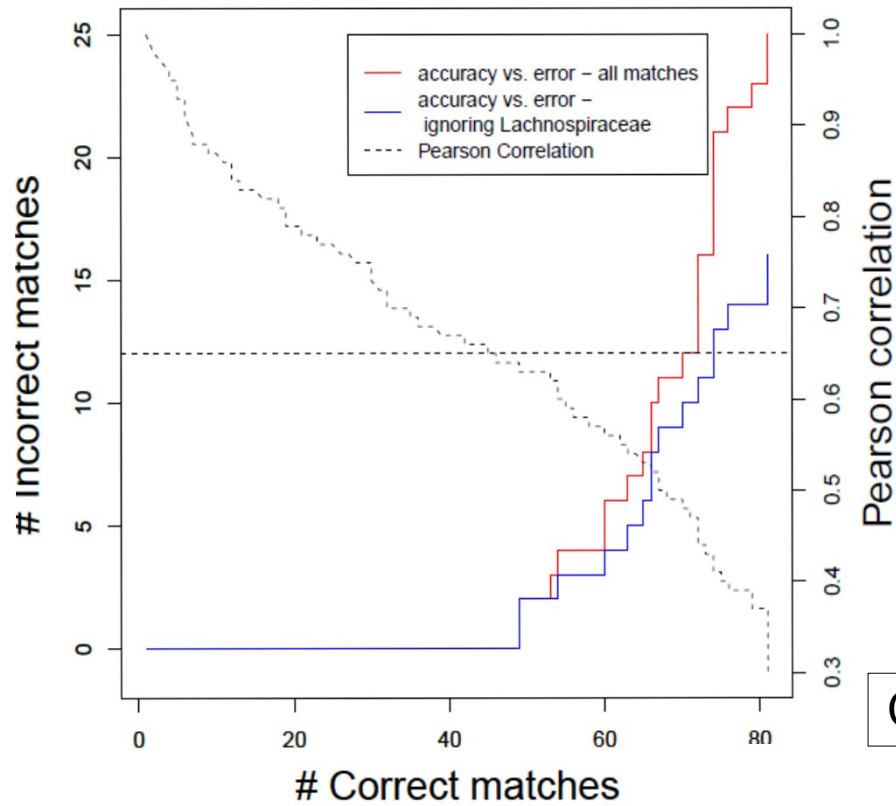 25
20
15
10
5
0
# Incorrect matches
accuracy vs. error – all matches
accuracy vs. error –
ignoring Lachnospiraceae
Pearson Correlation
1.0
0.9
0.8
0.7
0.6
0.5
0.4
0.3
Pearson correlation
0 20 40 60 80
# Correct matches